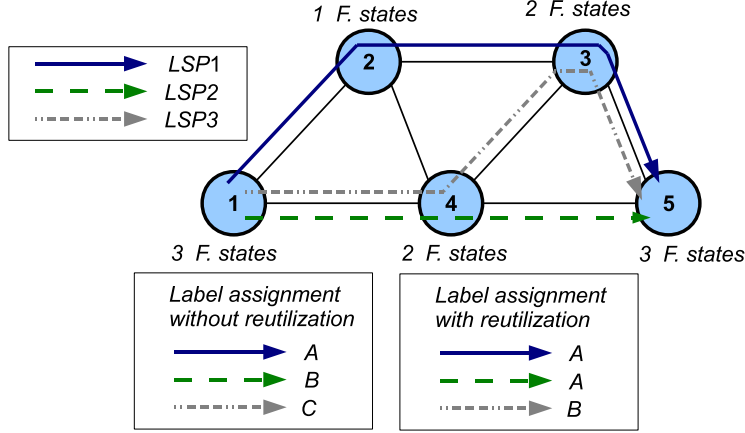 1 F. states
2 F. states
LSP1
LSP2
LSP3
2
3
1
4
5
3 F. states
2 F. states
3 F. states
Label assignment
without reutilization
A
B
C
Label assignment
with reutilization
A
A
B